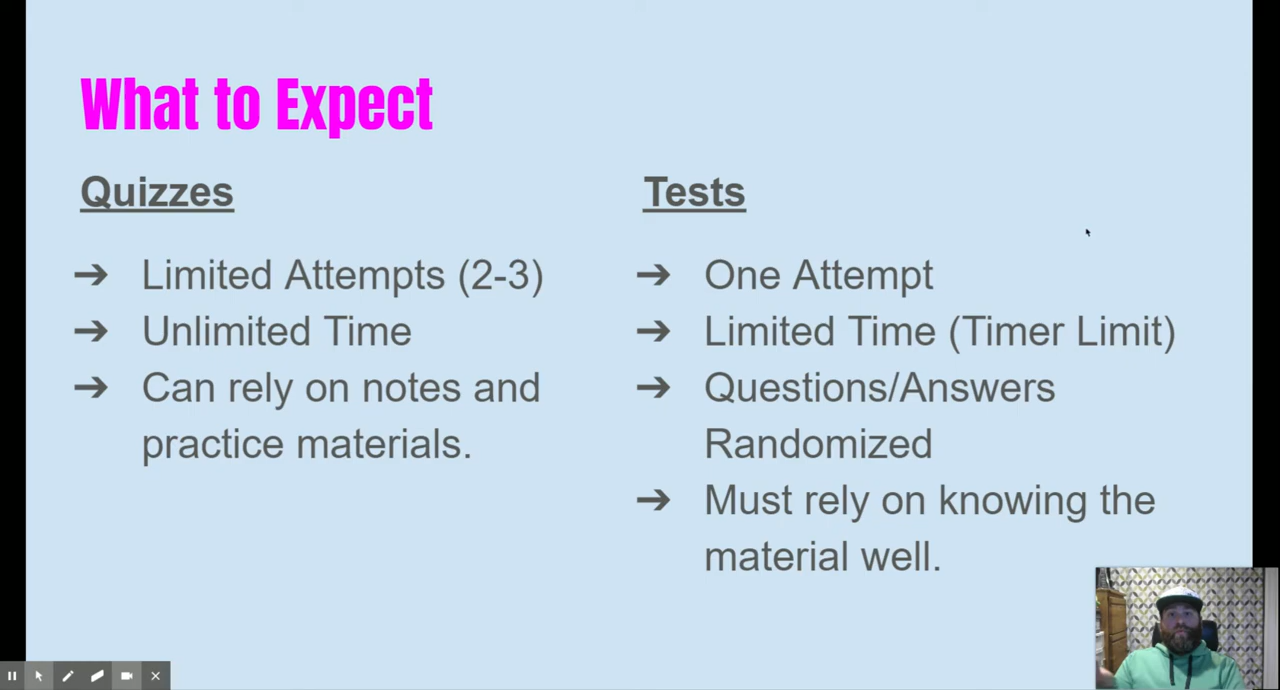 What to Expect
Quizzes
➔ Limited Attempts (2-3)
➔ Unlimited Time
➔ Can rely on notes and
practice materials.
Tests
➔ One Attempt
➔ Limited Time (Timer Limit)
➔ Questions/Answers
Randomized
➔ Must rely on knowing the
material well.